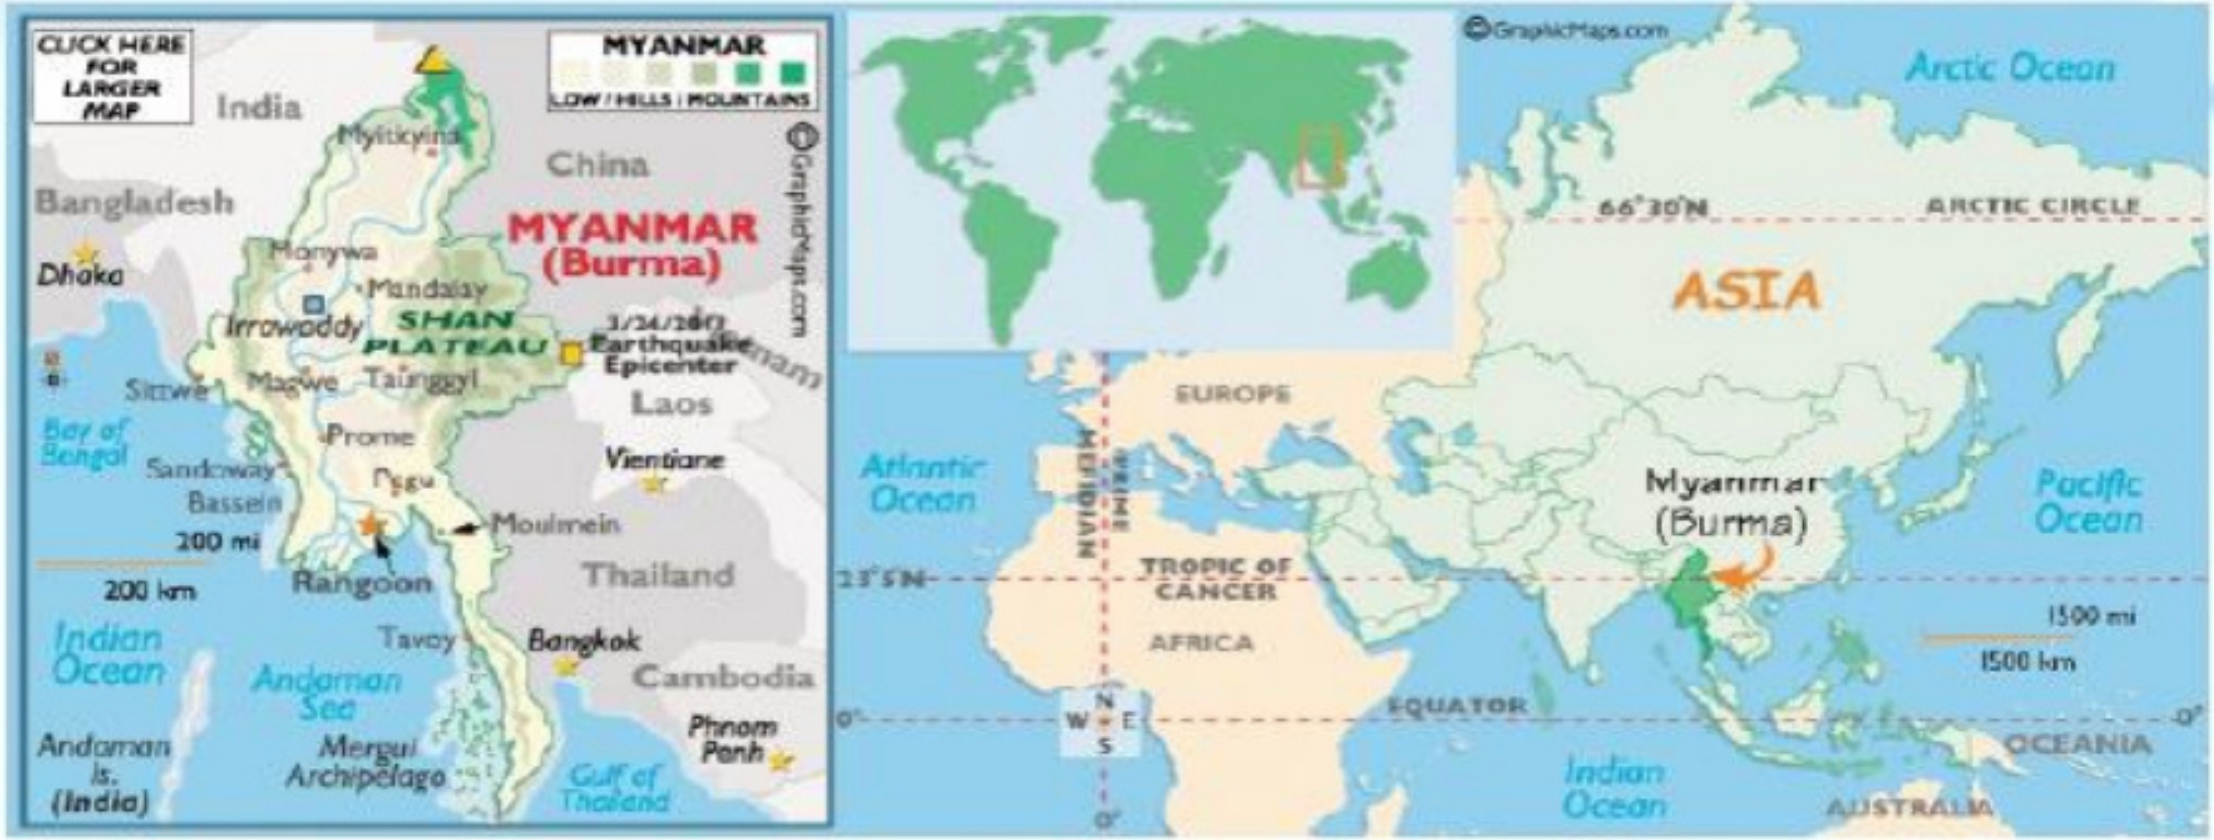 CLICK HERE
FOR
LARGER
MAP
MYANMAR
LOW / HILLS / MOUNTAINS
©GraphicMaps.com
India
Myitkyina
China
Bangladesh
MYANMAR
(Burma)
Dhaka
Monywa
Mandalay
Irrawaddy
SHAN
PLATEAU
Earthquake
Epicenter
Sittwe
Magwe
Taunggyi
Laos
Bay of
Bengal
Prome
Sandoway
Vientiane
Pegu
Bassein
Moulmein
200 mi
200 km
Rangoon
Thailand
Indian
Ocean
Tavoy
Bangkok
Andaman
Sea
Cambodia
Andaman
Is.
(India)
Mergui
Archipelago
Phnom
Penh
Gulf of
Thailand
©GraphicMaps.com
Arctic Ocean
66°30'N
ARCTIC CIRCLE
ASIA
EUROPE
Atlantic
Ocean
PRIME
MERIDIAN
Myanmar
(Burma)
Pacific
Ocean
TROPIC OF
CANCER
23°5'N
AFRICA
1500 mi
1500 km
N
W E
S
EQUATOR
0°
0°
OCEANIA
Indian
Ocean
AUSTRALIA
0°